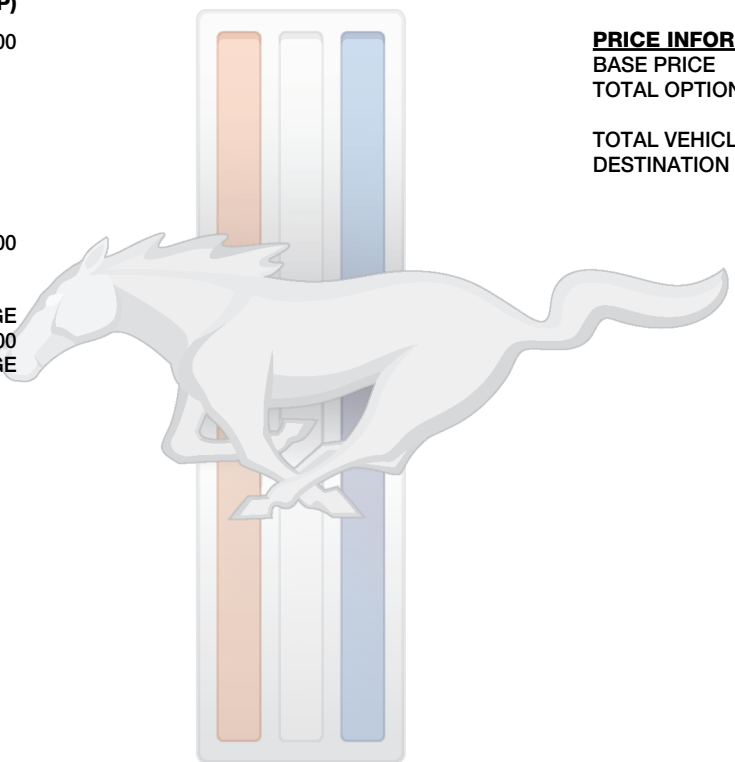 P)
00
00
GE
00
GE
PRICE INFOR
BASE PRICE
TOTAL OPTION
TOTAL VEHICL
DESTINATION